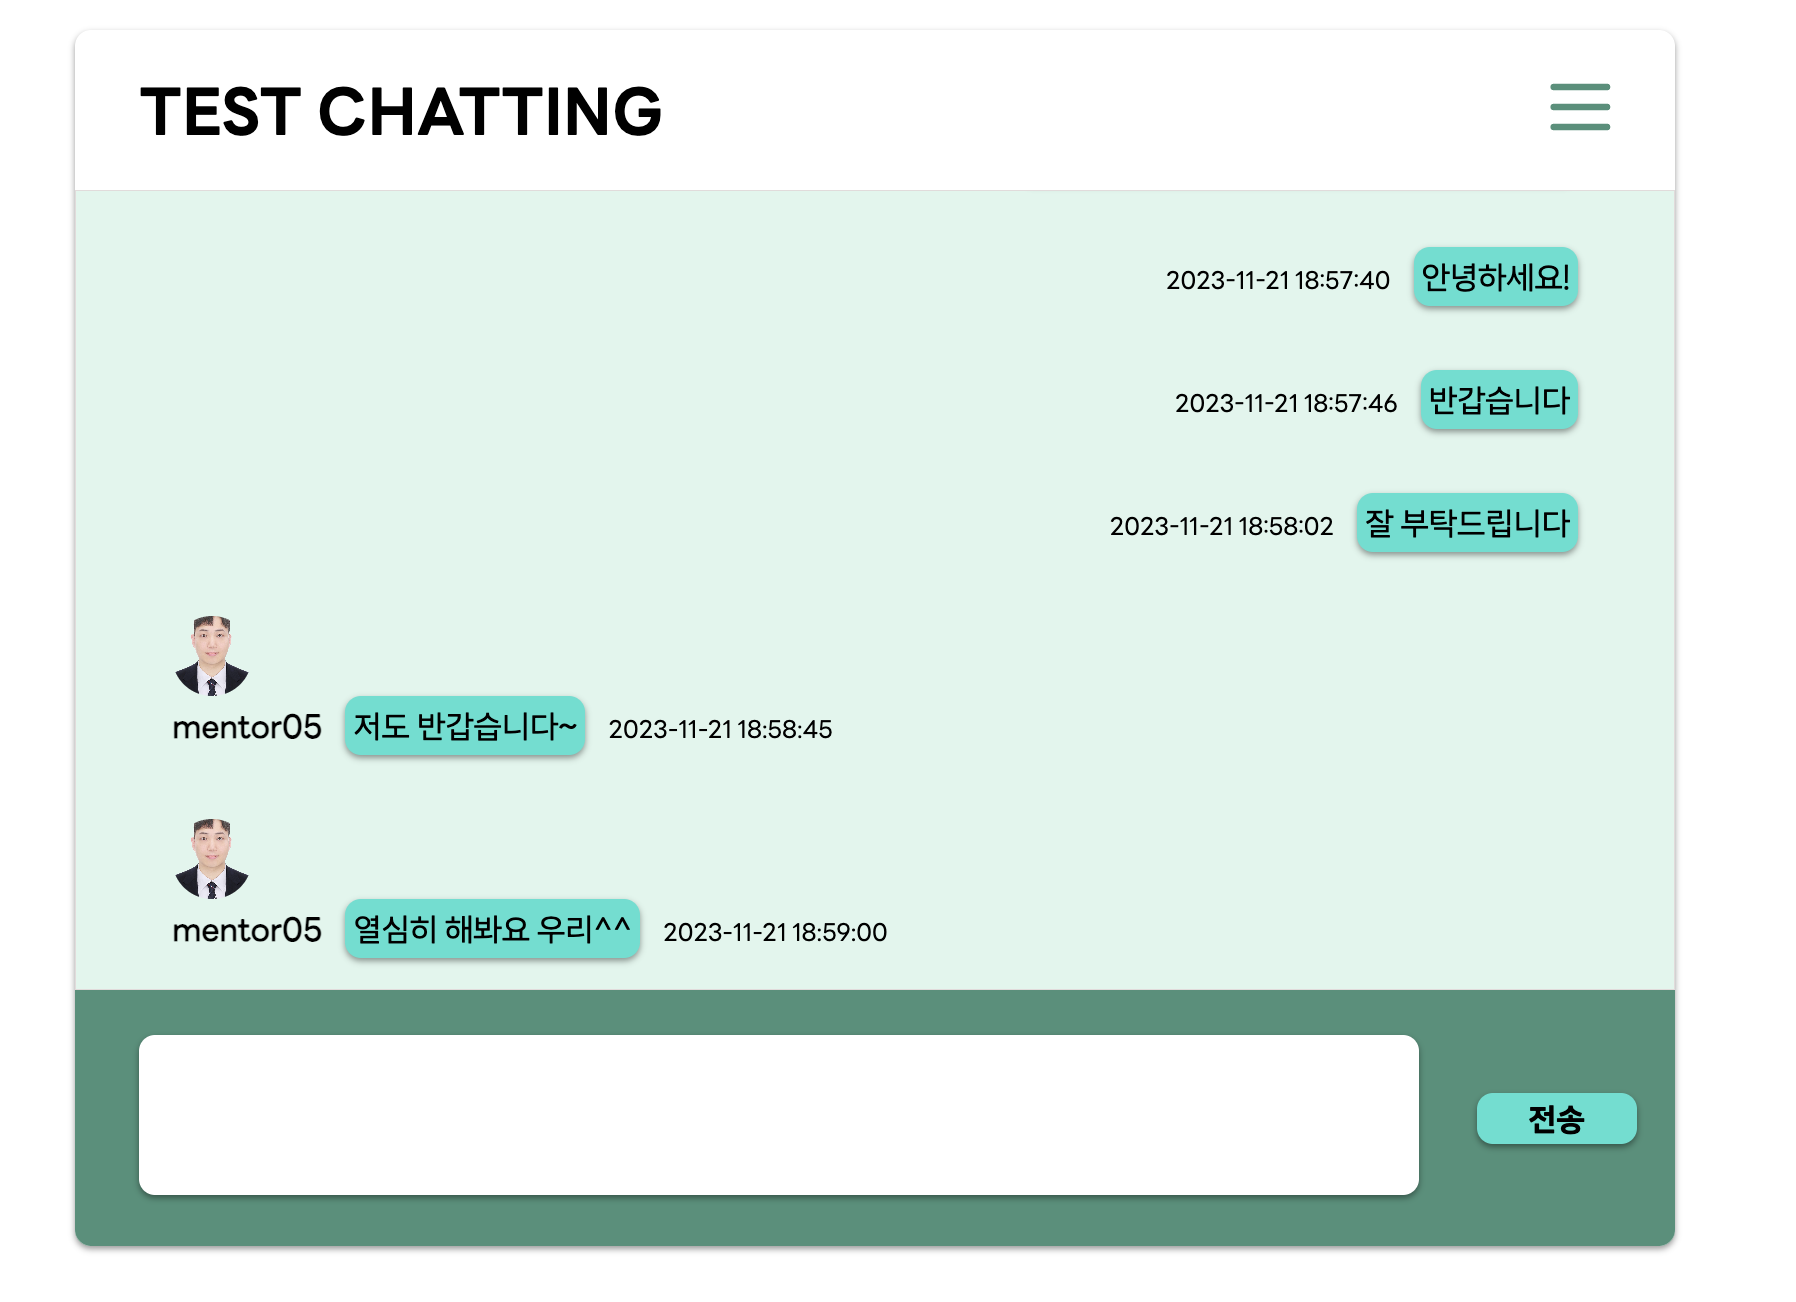 TEST CHATTING
2023-11-21 18:57:40 안녕하세요!
2023-11-21 18:57:46 반갑습니다
2023-11-21 18:58:02 잘 부탁드립니다
mentor05 저도 반갑습니다~ 2023-11-21 18:58:45
mentor05 열심히 해봐요 우리^^ 2023-11-21 18:59:00
전송